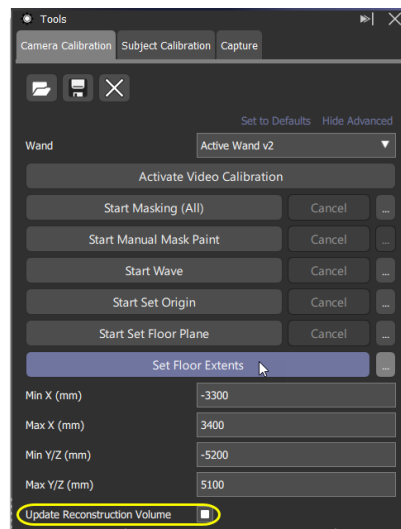 Tools
Camera Calibration Subject Calibration Capture
Set to Defaults Hide Advanced
Wand Active Wand v2
Activate Video Calibration
Start Masking (All) Cancel ...
Start Manual Mask Paint Cancel ...
Start Wave Cancel ...
Start Set Origin Cancel ...
Start Set Floor Plane Cancel ...
Set Floor Extents ...
Min X (mm) -3300
Max X (mm) 3400
Min Y/Z (mm) -5200
Max Y/Z (mm) 5100
Update Reconstruction Volume